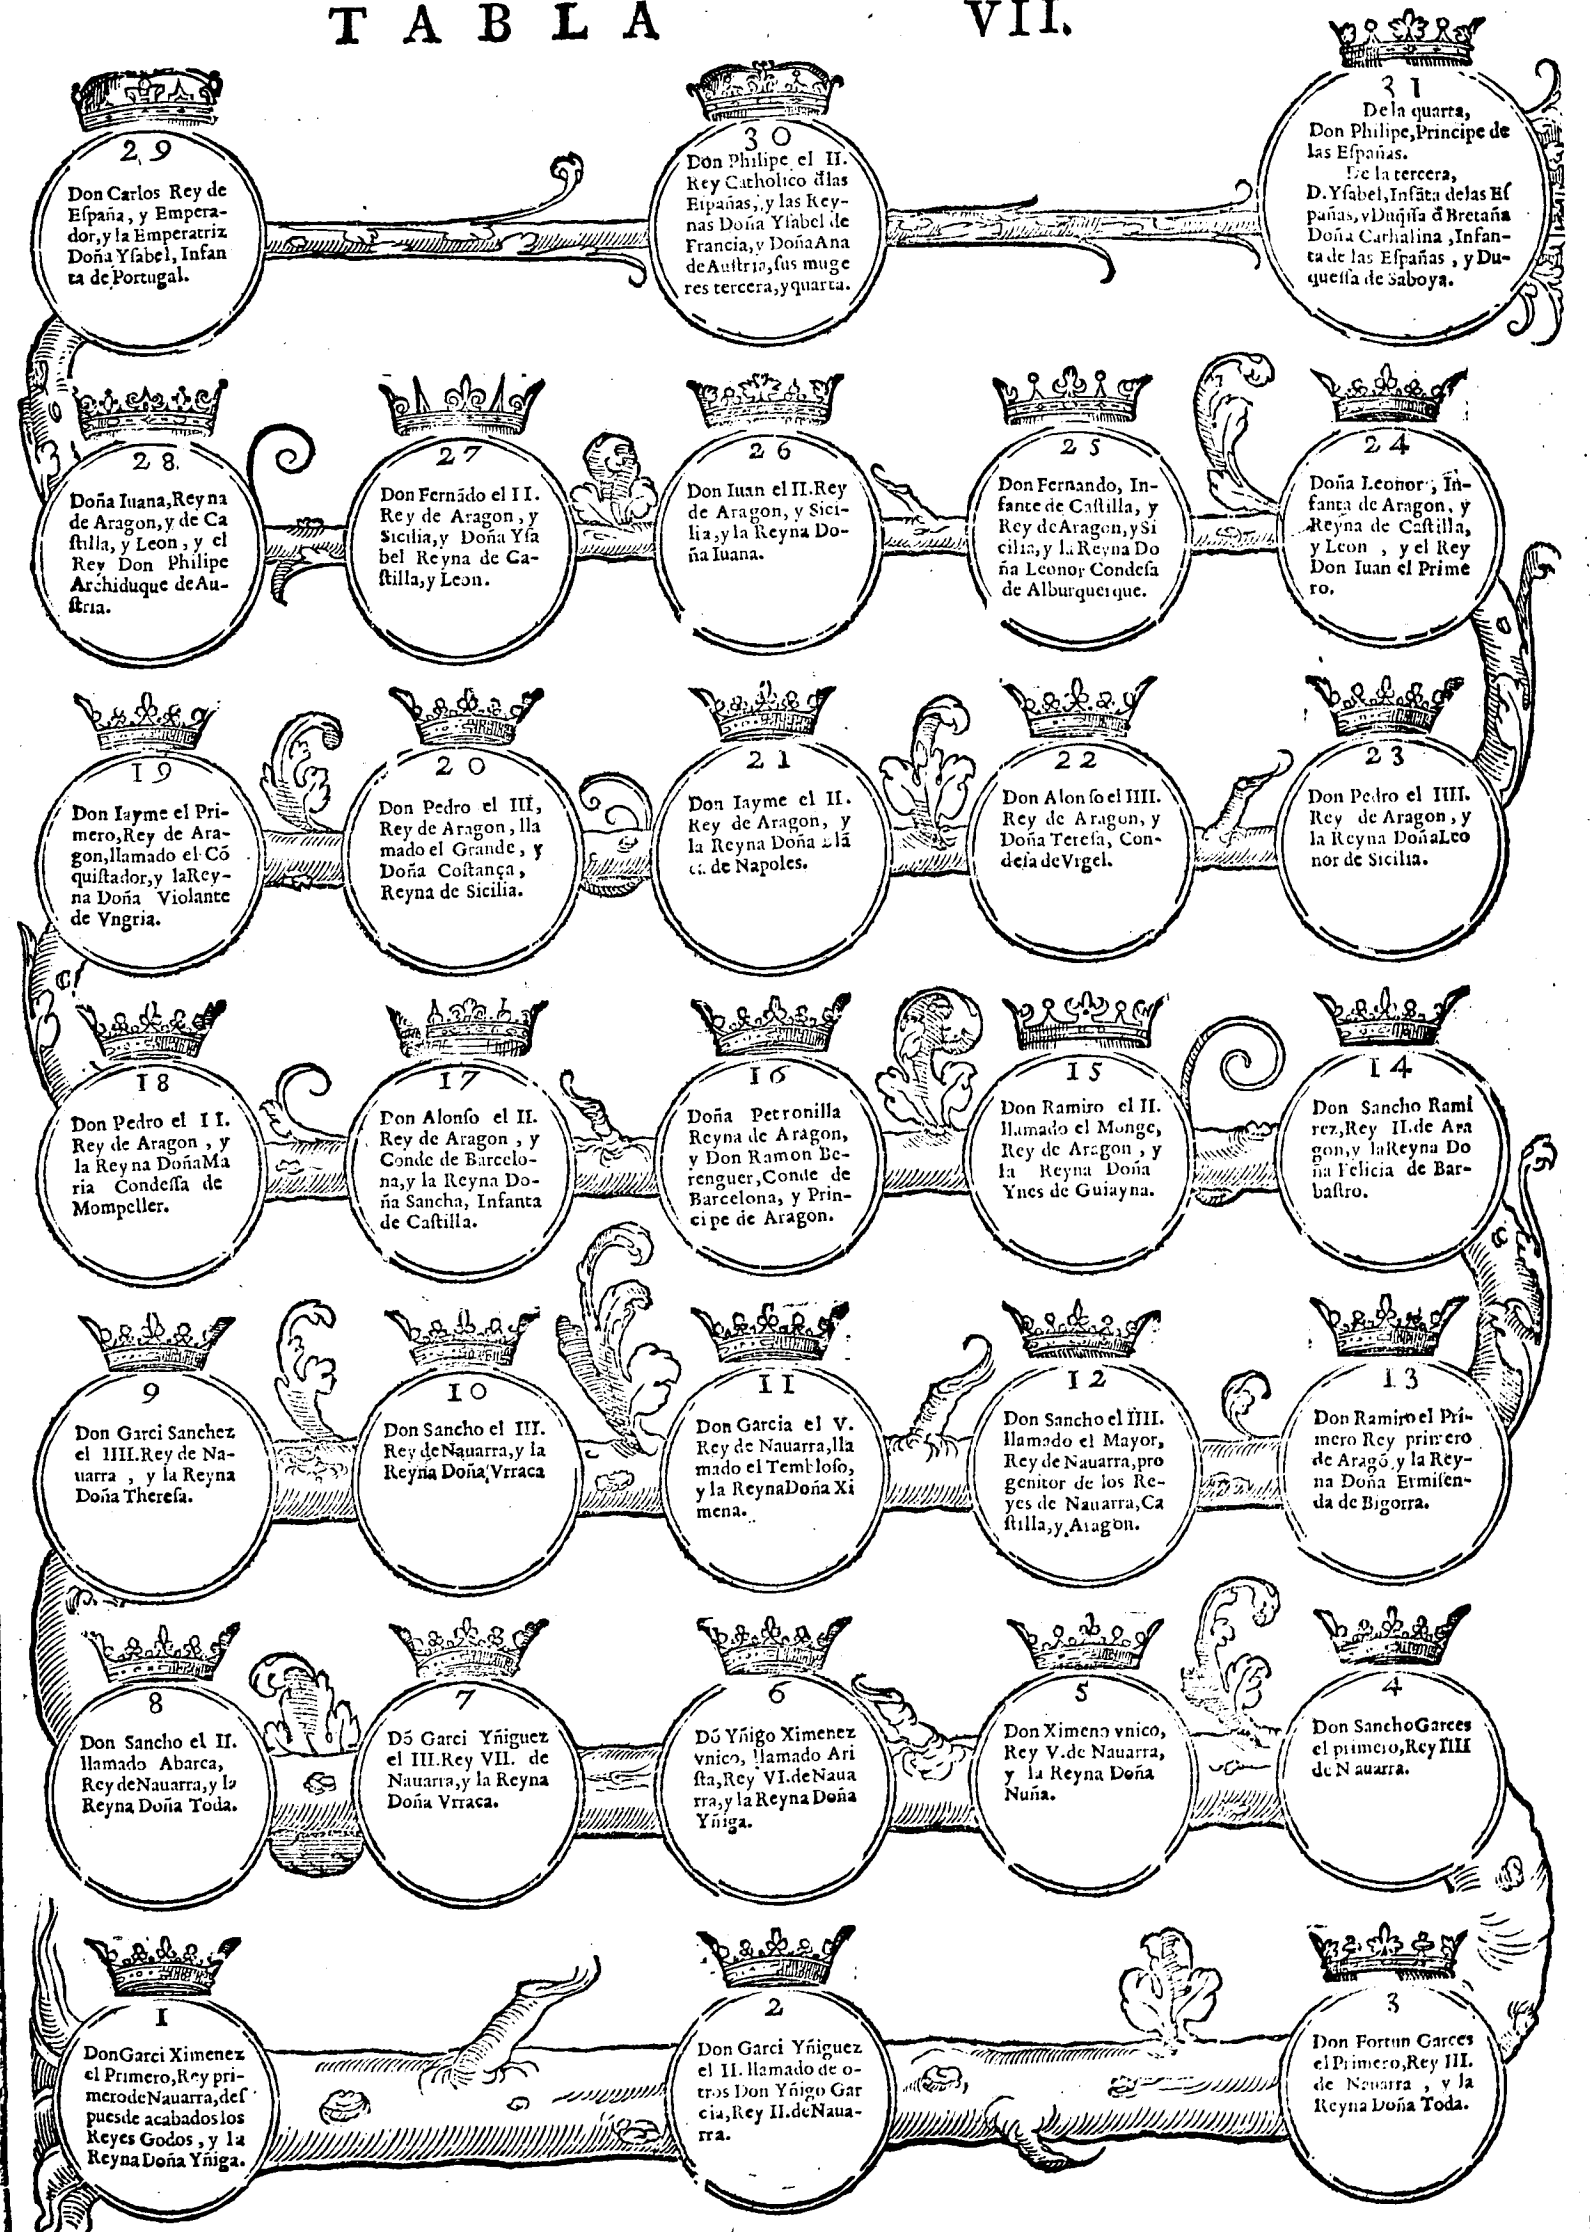 TABLA VII.
29
Don Carlos Rey de
Eſpaña, y Empera-
dor, y la Emperatriz
Doña Yſabel, Infan
ta de Portugal.
30
Don Philipe el II.
Rey Catholico đlas
Eſpañas, y las Rey-
nas Doña Yſabel de
Francia, y Doña Ana
de Auſtria, ſus muge
res tercera, y quarta.
31
De la quarta,
Don Philipe, Principe de
las Eſpañas.
De la tercera,
D. Yſabel, Infāta de las Eſ
pañas, y Duq̄ſſa đ Bretaña
Doña Cathalina, Infan-
ta de las Eſpañas, y Du-
queſſa de Saboya.
28
Doña Iuana, Reyna
de Aragon, y de Ca
ſtilla, y Leon, y el
Rey Don Philipe
Archiduque de Au-
ſtria.
27
Don Fernādo el II.
Rey de Aragon, y
Sicilia, y Doña Yſa
bel Reyna de Ca-
ſtilla, y Leon.
26
Don Iuan el II. Rey
de Aragon, y Sici-
lia, y la Reyna Do-
ña Iuana.
25
Don Fernando, In-
fante de Caſtilla, y
Rey de Aragon, y Si
cilia, y la Reyna Do
ña Leonor Condeſa
de Alburquerque.
24
Doña Leonor, In-
fanta de Aragon, y
Reyna de Caſtilla,
y Leon, y el Rey
Don Iuan el Prime
ro.
19
Don Iayme el Pri-
mero, Rey de Ara-
gon, llamado el Cō
quiſtador, y la Rey-
na Doña Violante
de Vngria.
20
Don Pedro el III,
Rey de Aragon, lla
mado el Grande, y
Doña Coſtança,
Reyna de Sicilia.
21
Don Iayme el II.
Rey de Aragon, y
la Reyna Doña Blā
ca de Napoles.
22
Don Alonſo el IIII.
Rey de Aragon, y
Doña Tereſa, Con-
deſa de Vrgel.
23
Don Pedro el IIII.
Rey de Aragon, y
la Reyna Doña Leo
nor de Sicilia.
18
Don Pedro el II.
Rey de Aragon, y
la Reyna Doña Ma
ria Condeſſa de
Mompeller.
17
Don Alonſo el II.
Rey de Aragon, y
Conde de Barcelo-
na, y la Reyna Do-
ña Sancha, Infanta
de Caſtilla.
16
Doña Petronilla
Reyna de Aragon,
y Don Ramon Be-
renguer, Conde de
Barcelona, y Prin-
cipe de Aragon.
15
Don Ramiro el II.
llamado el Monge,
Rey de Aragon, y
la Reyna Doña
Ynes de Guiayna.
14
Don Sancho Rami
rez, Rey II. de Ara
gon, y la Reyna Do
ña Felicia de Bar-
baſtro.
9
Don Garci Sanchez
el IIII. Rey de Na-
uarra, y la Reyna
Doña Thereſa.
10
Don Sancho el III.
Rey de Nauarra, y la
Reyna Doña Vrraca
11
Don Garcia el V.
Rey de Nauarra, lla
mado el Tembloſo,
y la Reyna Doña Xi
mena.
12
Don Sancho el IIII.
llamado el Mayor,
Rey de Nauarra, pro
genitor de los Re-
yes de Nauarra, Ca
ſtilla, y Aragon.
13
Don Ramiro el Pri-
mero Rey primero
de Aragō y la Rey-
na Doña Ermiſen-
da de Bigorra.
8
Don Sancho el II.
llamado Abarca,
Rey de Nauarra, y la
Reyna Doña Toda.
7
Dō Garci Yñiguez
el III. Rey VII. de
Nauarra, y la Reyna
Doña Vrraca.
6
Dō Yñigo Ximenez
vnico, llamado Ari
ſta, Rey VI. de Naua
rra, y la Reyna Doña
Yñiga.
5
Don Ximeno vnico,
Rey V. de Nauarra,
y la Reyna Doña
Nuña.
4
Don Sancho Garces
el primero, Rey IIII
de Nauarra.
1
Don Garci Ximenez
el Primero, Rey pri-
mero de Nauarra, deſ
pues de acabados los
Reyes Godos, y la
Reyna Doña Yñiga.
2
Don Garci Yñiguez
el II. llamado de o-
tros Don Yñigo Gar
cia, Rey II. de Naua-
rra.
3
Don Fortun Garces
el Primero, Rey III.
de Nauarra, y la
Reyna Doña Toda.